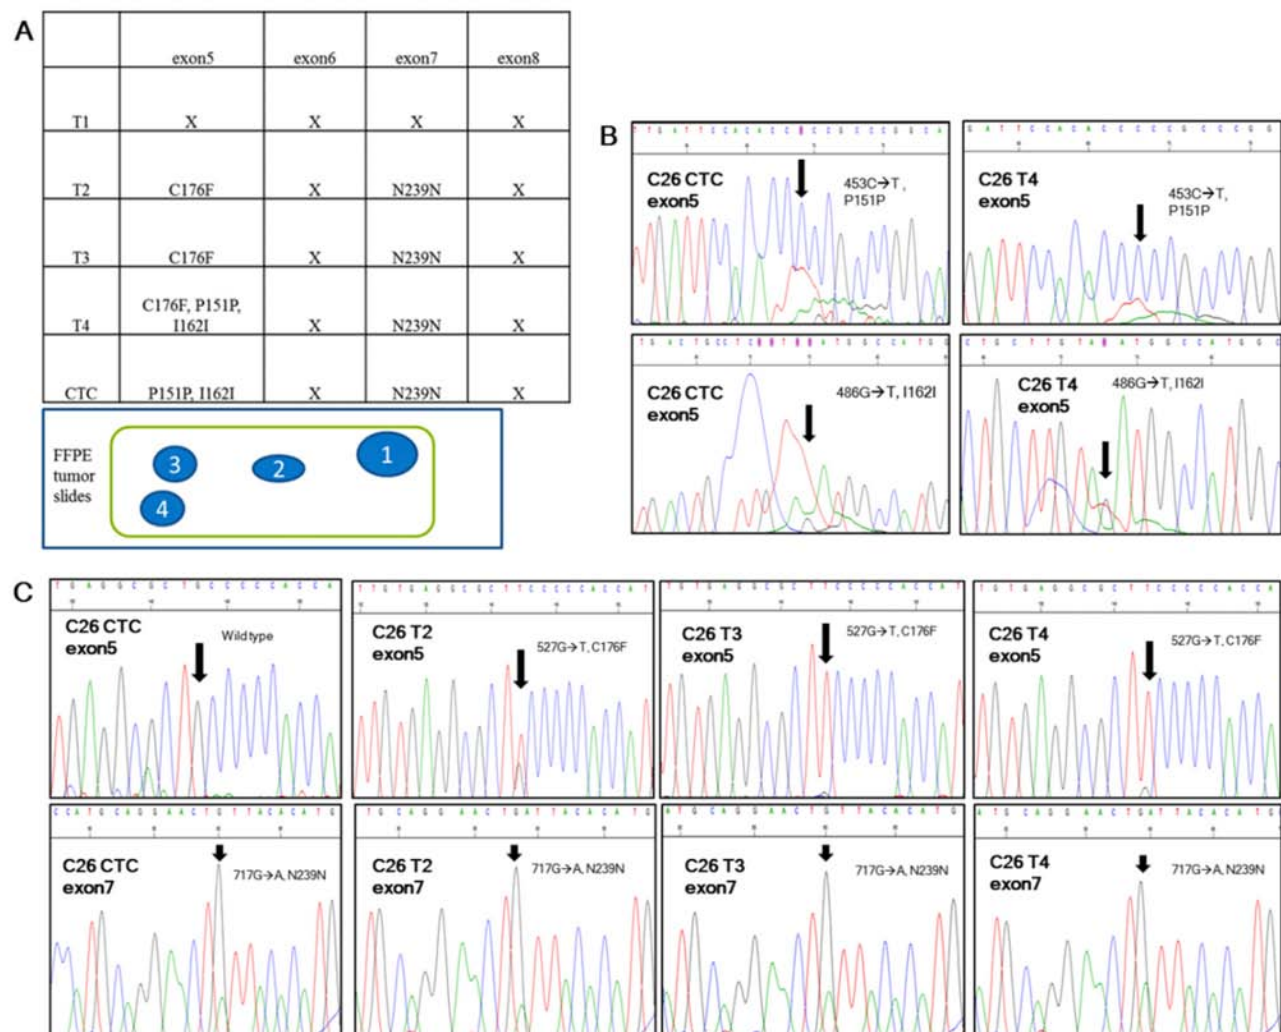 A
exon5 exon6 exon7 exon8
T1 X X X X
T2 C176F X N239N X
T3 C176F X N239N X
T4 C176F, P151P, I162I X N239N X
CTC P151P, I162I X N239N X
FFPE
tumor
slides
1
2
3
4
B
C26 CTC
exon5
453C→T,
P151P
C26 T4
exon5
453C→T,
P151P
C26 CTC
exon5
486G→T, I162I
C26 T4
exon5
486G→T, I162I
C
T G A G G C G C T G C C C C C A C C A
C26 CTC
exon5
Wildtype
T T G T G A G G C G C T T C C C C C A C C A T
C26 T2
exon5
527G→T, C176F
T G T G A G G C G C T T C C C C C A C C A T
C26 T3
exon5
527G→T, C176F
T G T G A G G C G C T T C C C C C A C C A
C26 T4
exon5
527G→T, C176F
C C A T G C A G G A A C T G T T A C A C A T G
C26 CTC
exon7
717G→A, N239N
T G C A G G A A C T G A T T A C A C A T G
C26 T2
exon7
717G→A, N239N
A T G C A G G A A C T G T T A C A C A T G
C26 T3
exon7
717G→A, N239N
A T G C A G G A A C T G A T T A C A C A T G
C26 T4
exon7
717G→A, N239N